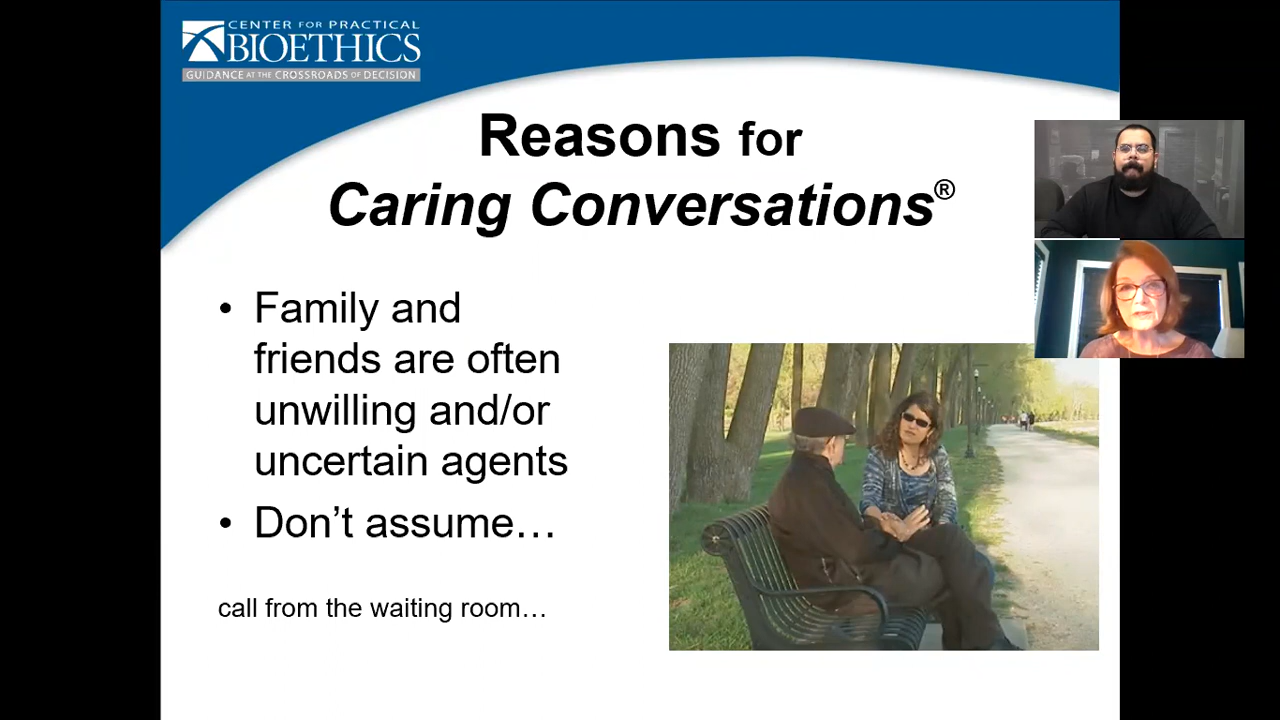 CENTER FOR PRACTICAL
BIOETHICS
GUIDANCE AT THE CROSSROADS OF DECISION
Reasons for
Caring Conversations®
• Family and
friends are often
unwilling and/or
uncertain agents
• Don’t assume…
call from the waiting room…